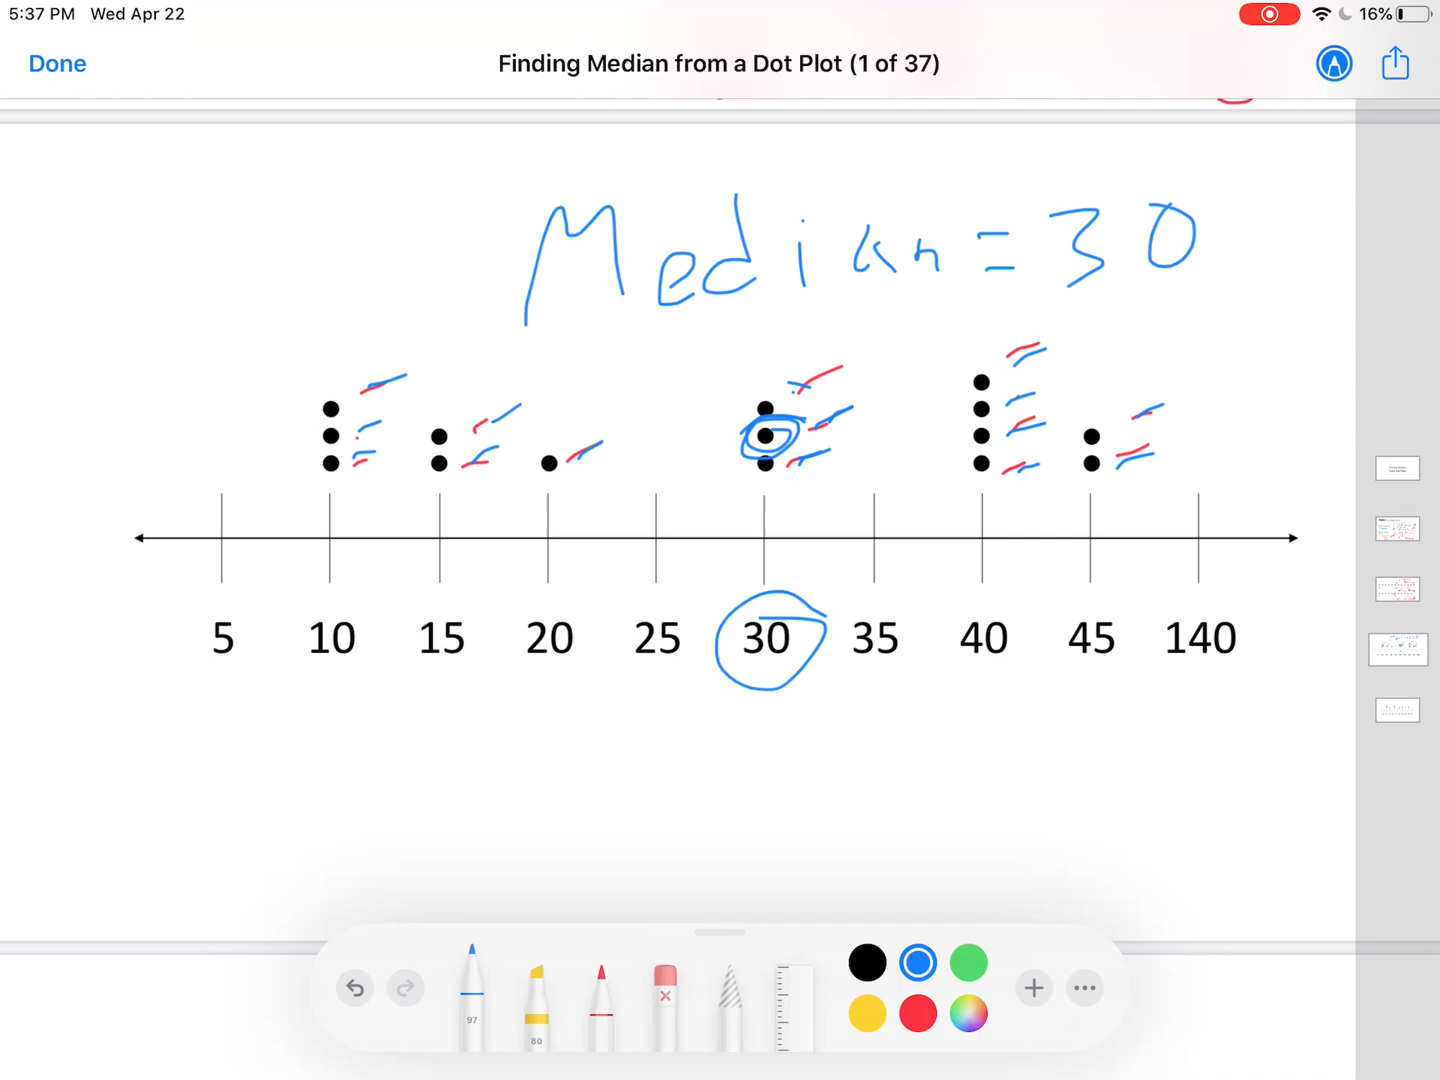 5:37 PM Wed Apr 22 16%
Done Finding Median from a Dot Plot (1 of 37)
Median = 30
5 10 15 20 25 30 35 40 45 140
97
80